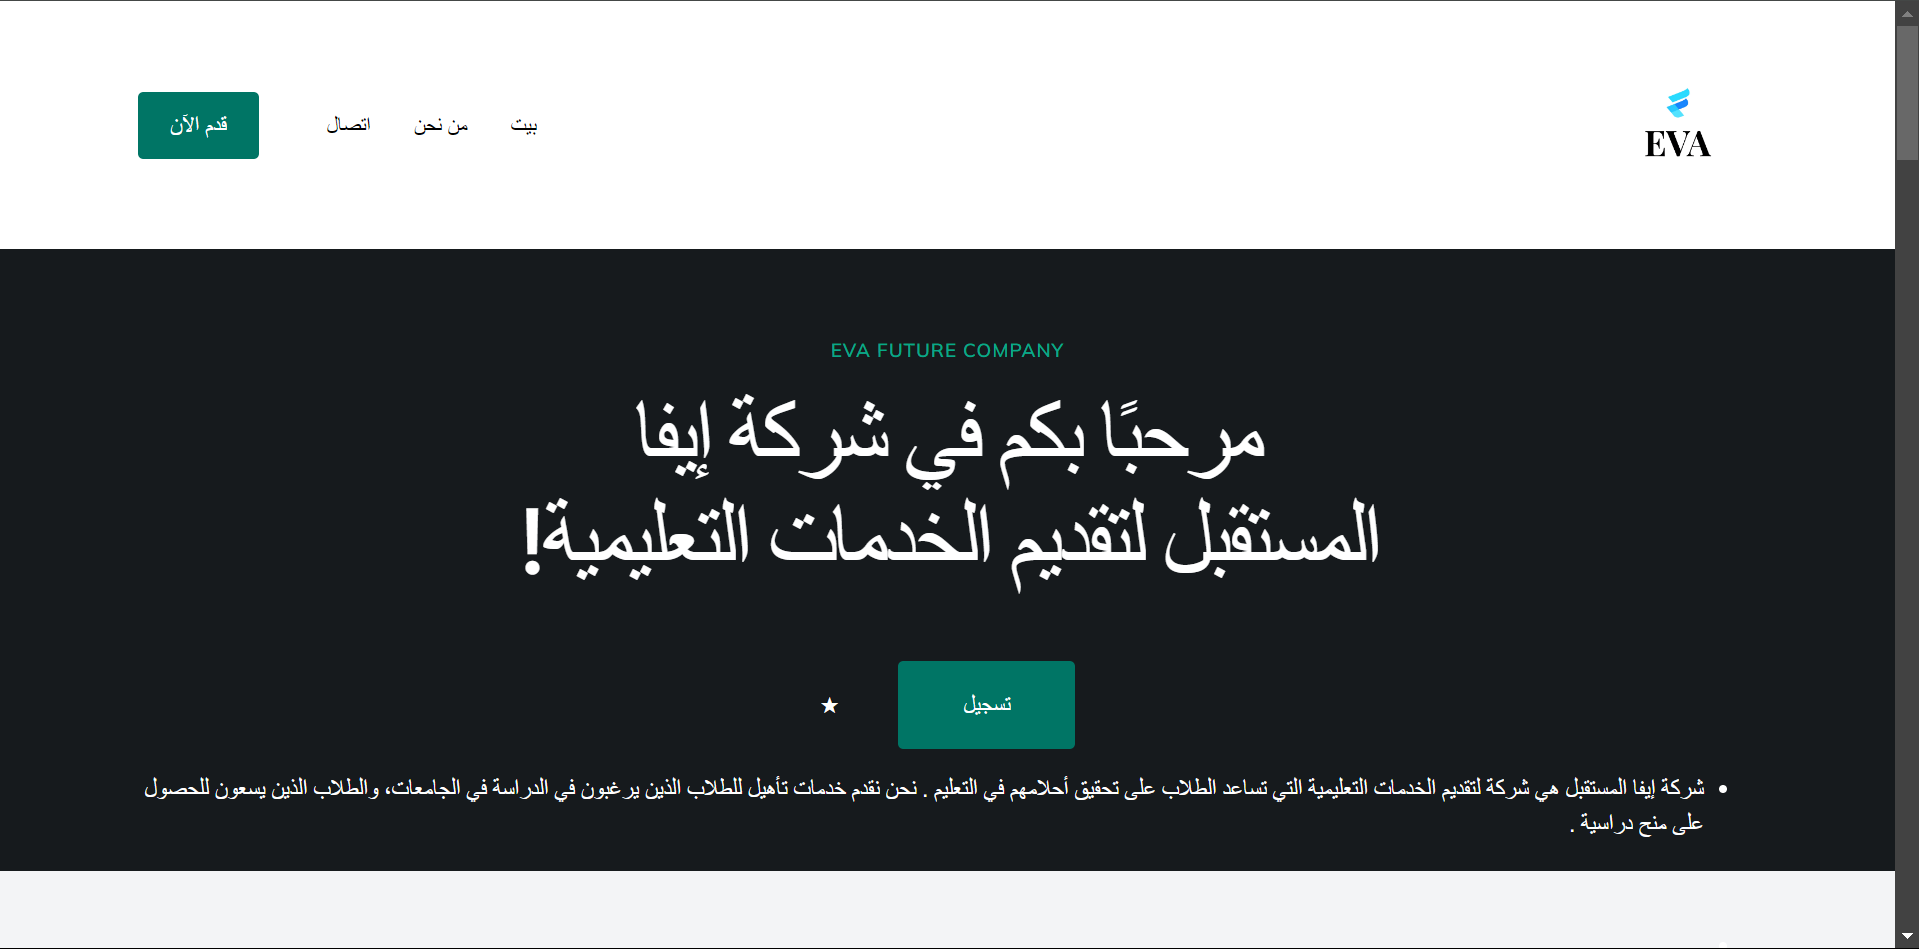 EVA
بيت
من نحن
اتصال
قدم الآن
EVA FUTURE COMPANY
مرحبًا بكم في شركة إيفا
المستقبل لتقديم الخدمات التعليمية!
تسجيل
★
• شركة إيفا المستقبل هي شركة لتقديم الخدمات التعليمية التي تساعد الطلاب على تحقيق أحلامهم في التعليم . نحن نقدم خدمات تأهيل للطلاب الذين يرغبون في الدراسة في الجامعات، والطلاب الذين يسعون للحصول
على منح دراسية .